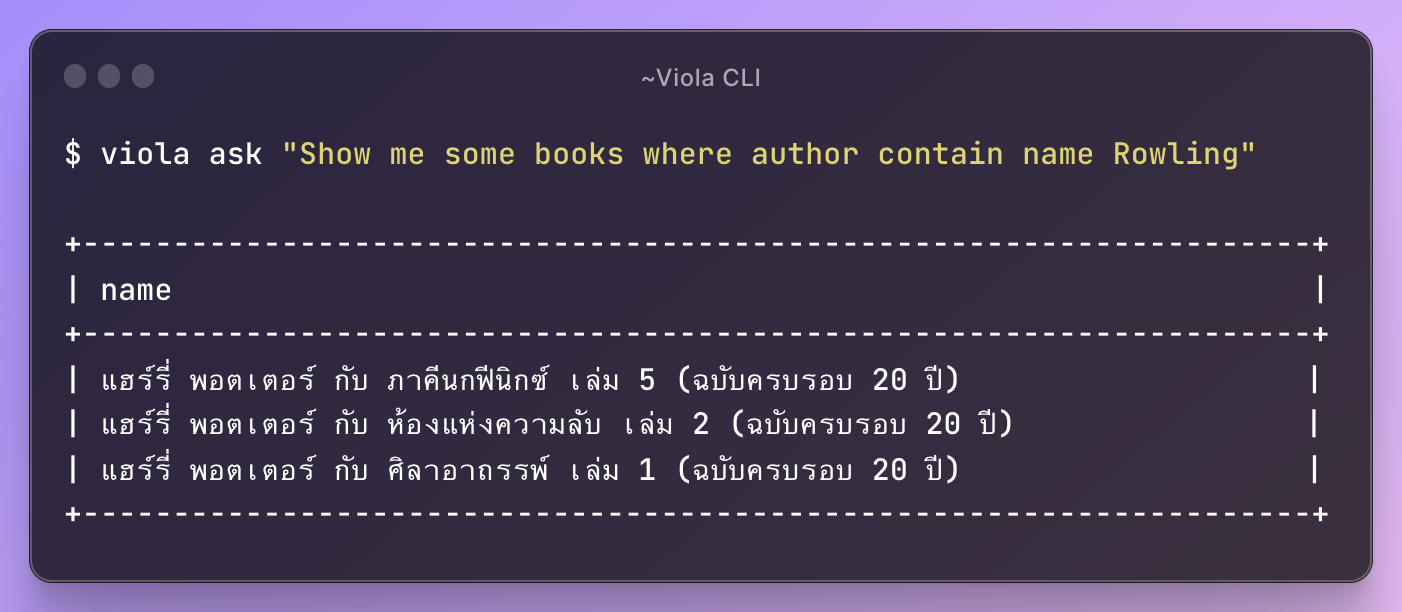 ~Viola CLI
$ viola ask "Show me some books where author contain name Rowling"
+--------------------------------------------------------------------+
| name |
+--------------------------------------------------------------------+
| แฮร์รี่ พอตเตอร์ กับ ภาคีนกฟีนิกซ์ เล่ม 5 (ฉบับครบรอบ 20 ปี) |
| แฮร์รี่ พอตเตอร์ กับ ห้องแห่งความลับ เล่ม 2 (ฉบับครบรอบ 20 ปี) |
| แฮร์รี่ พอตเตอร์ กับ ศิลาอาถรรพ์ เล่ม 1 (ฉบับครบรอบ 20 ปี) |
+--------------------------------------------------------------------+